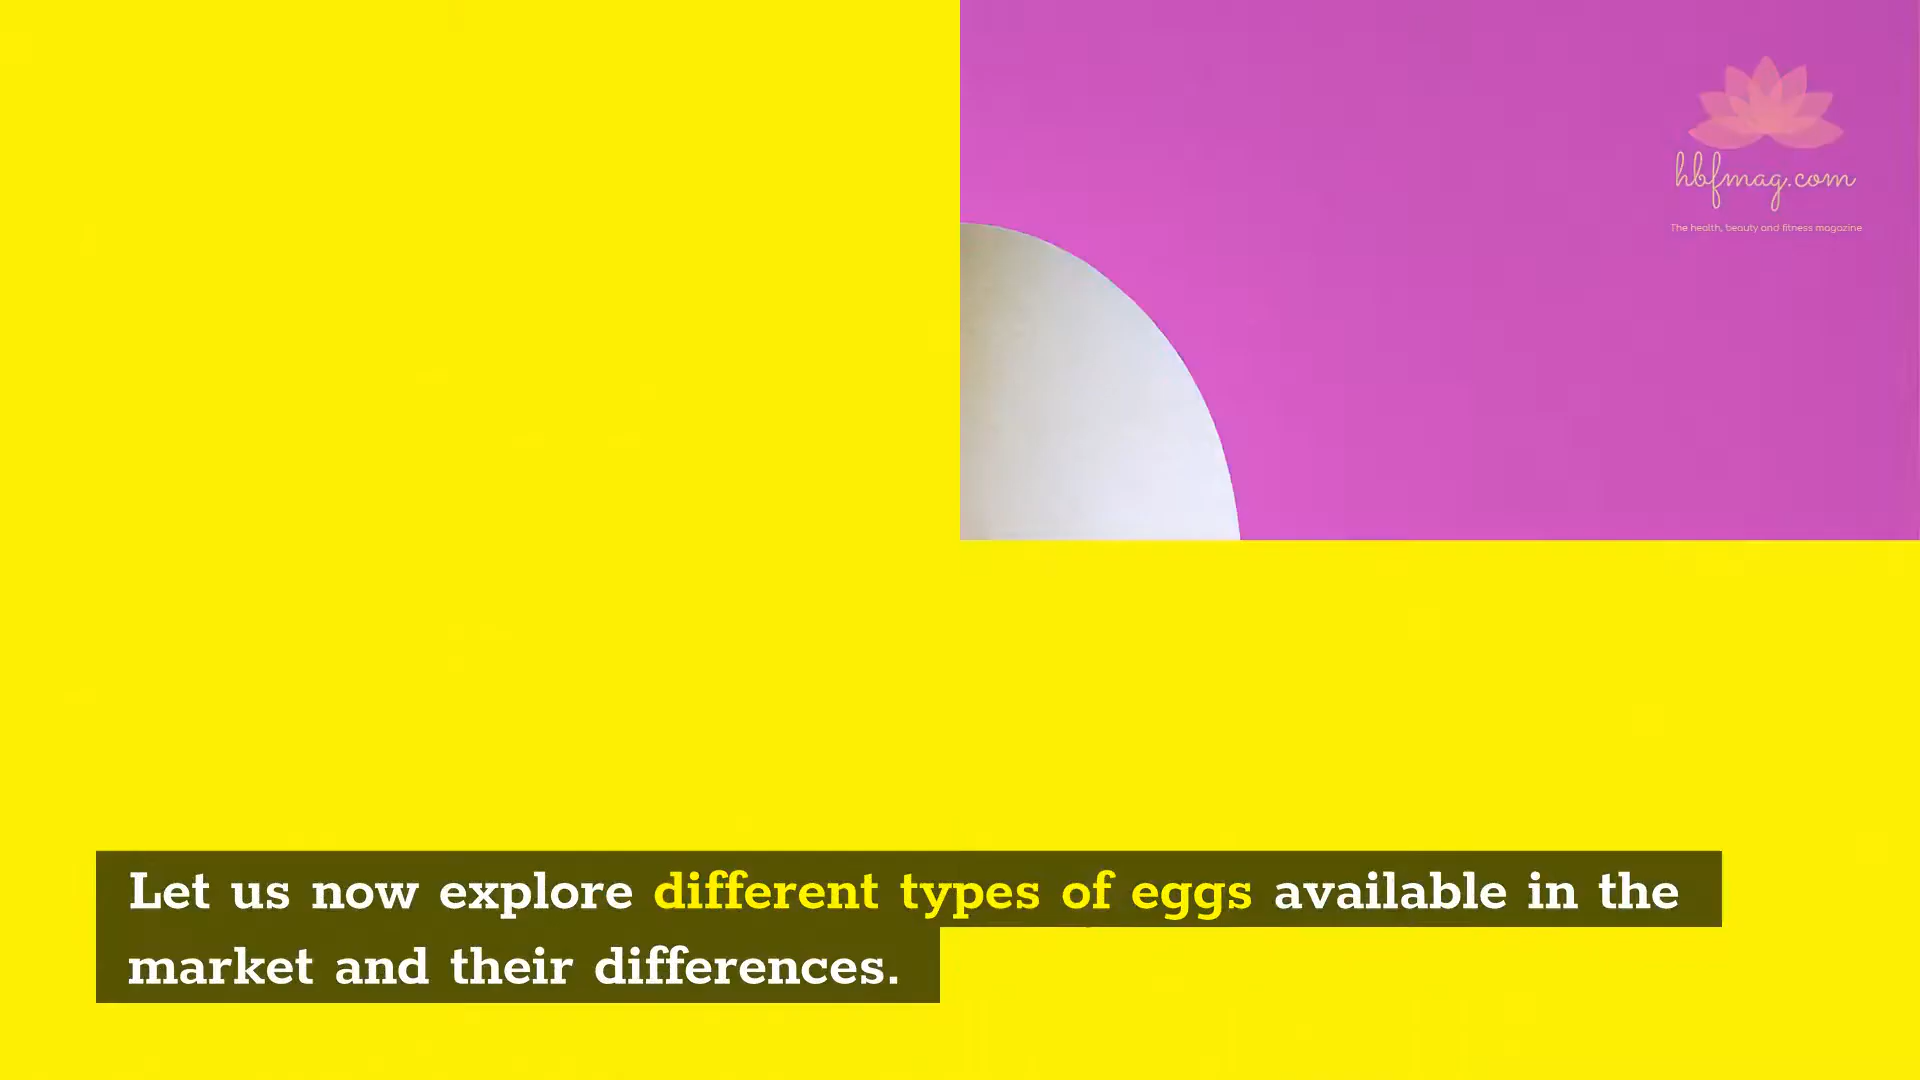 hbfmag.com
The health, beauty and fitness magazine
Let us now explore different types of eggs available in the
market and their differences.